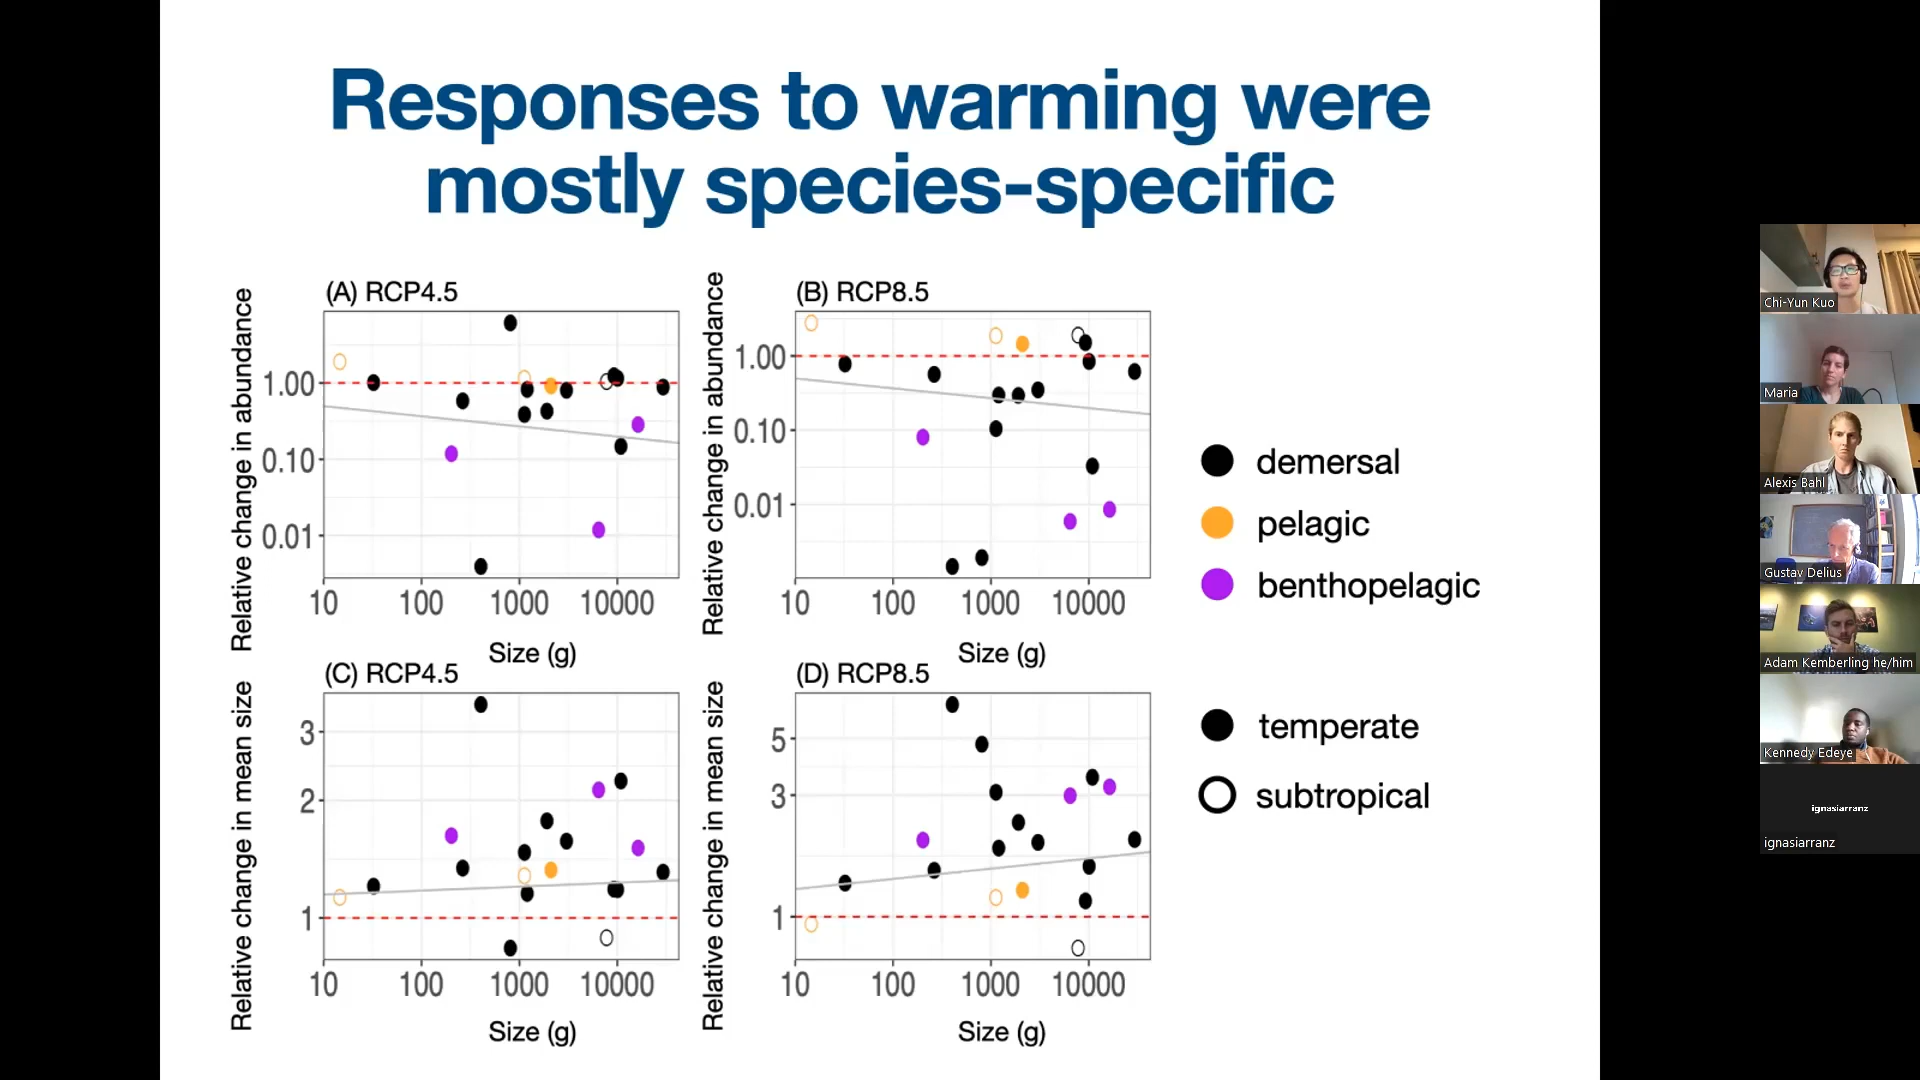 Responses to warming were
mostly species-specific
(A) RCP4.5
Relative change in abundance
1.00
0.10
0.01
10 100 1000 10000
Size (g)
(B) RCP8.5
Relative change in abundance
1.00
0.10
0.01
10 100 1000 10000
Size (g)
(C) RCP4.5
Relative change in mean size
3
2
1
10 100 1000 10000
Size (g)
(D) RCP8.5
Relative change in mean size
5
3
1
10 100 1000 10000
Size (g)
demersal
pelagic
benthopelagic
temperate
subtropical
Chi-Yun Kuo
Maria
Alexis Bahl
Gustav Delius
Adam Kemberling he/him
Kennedy Edeye
ignasiarranz
ignasiarranz